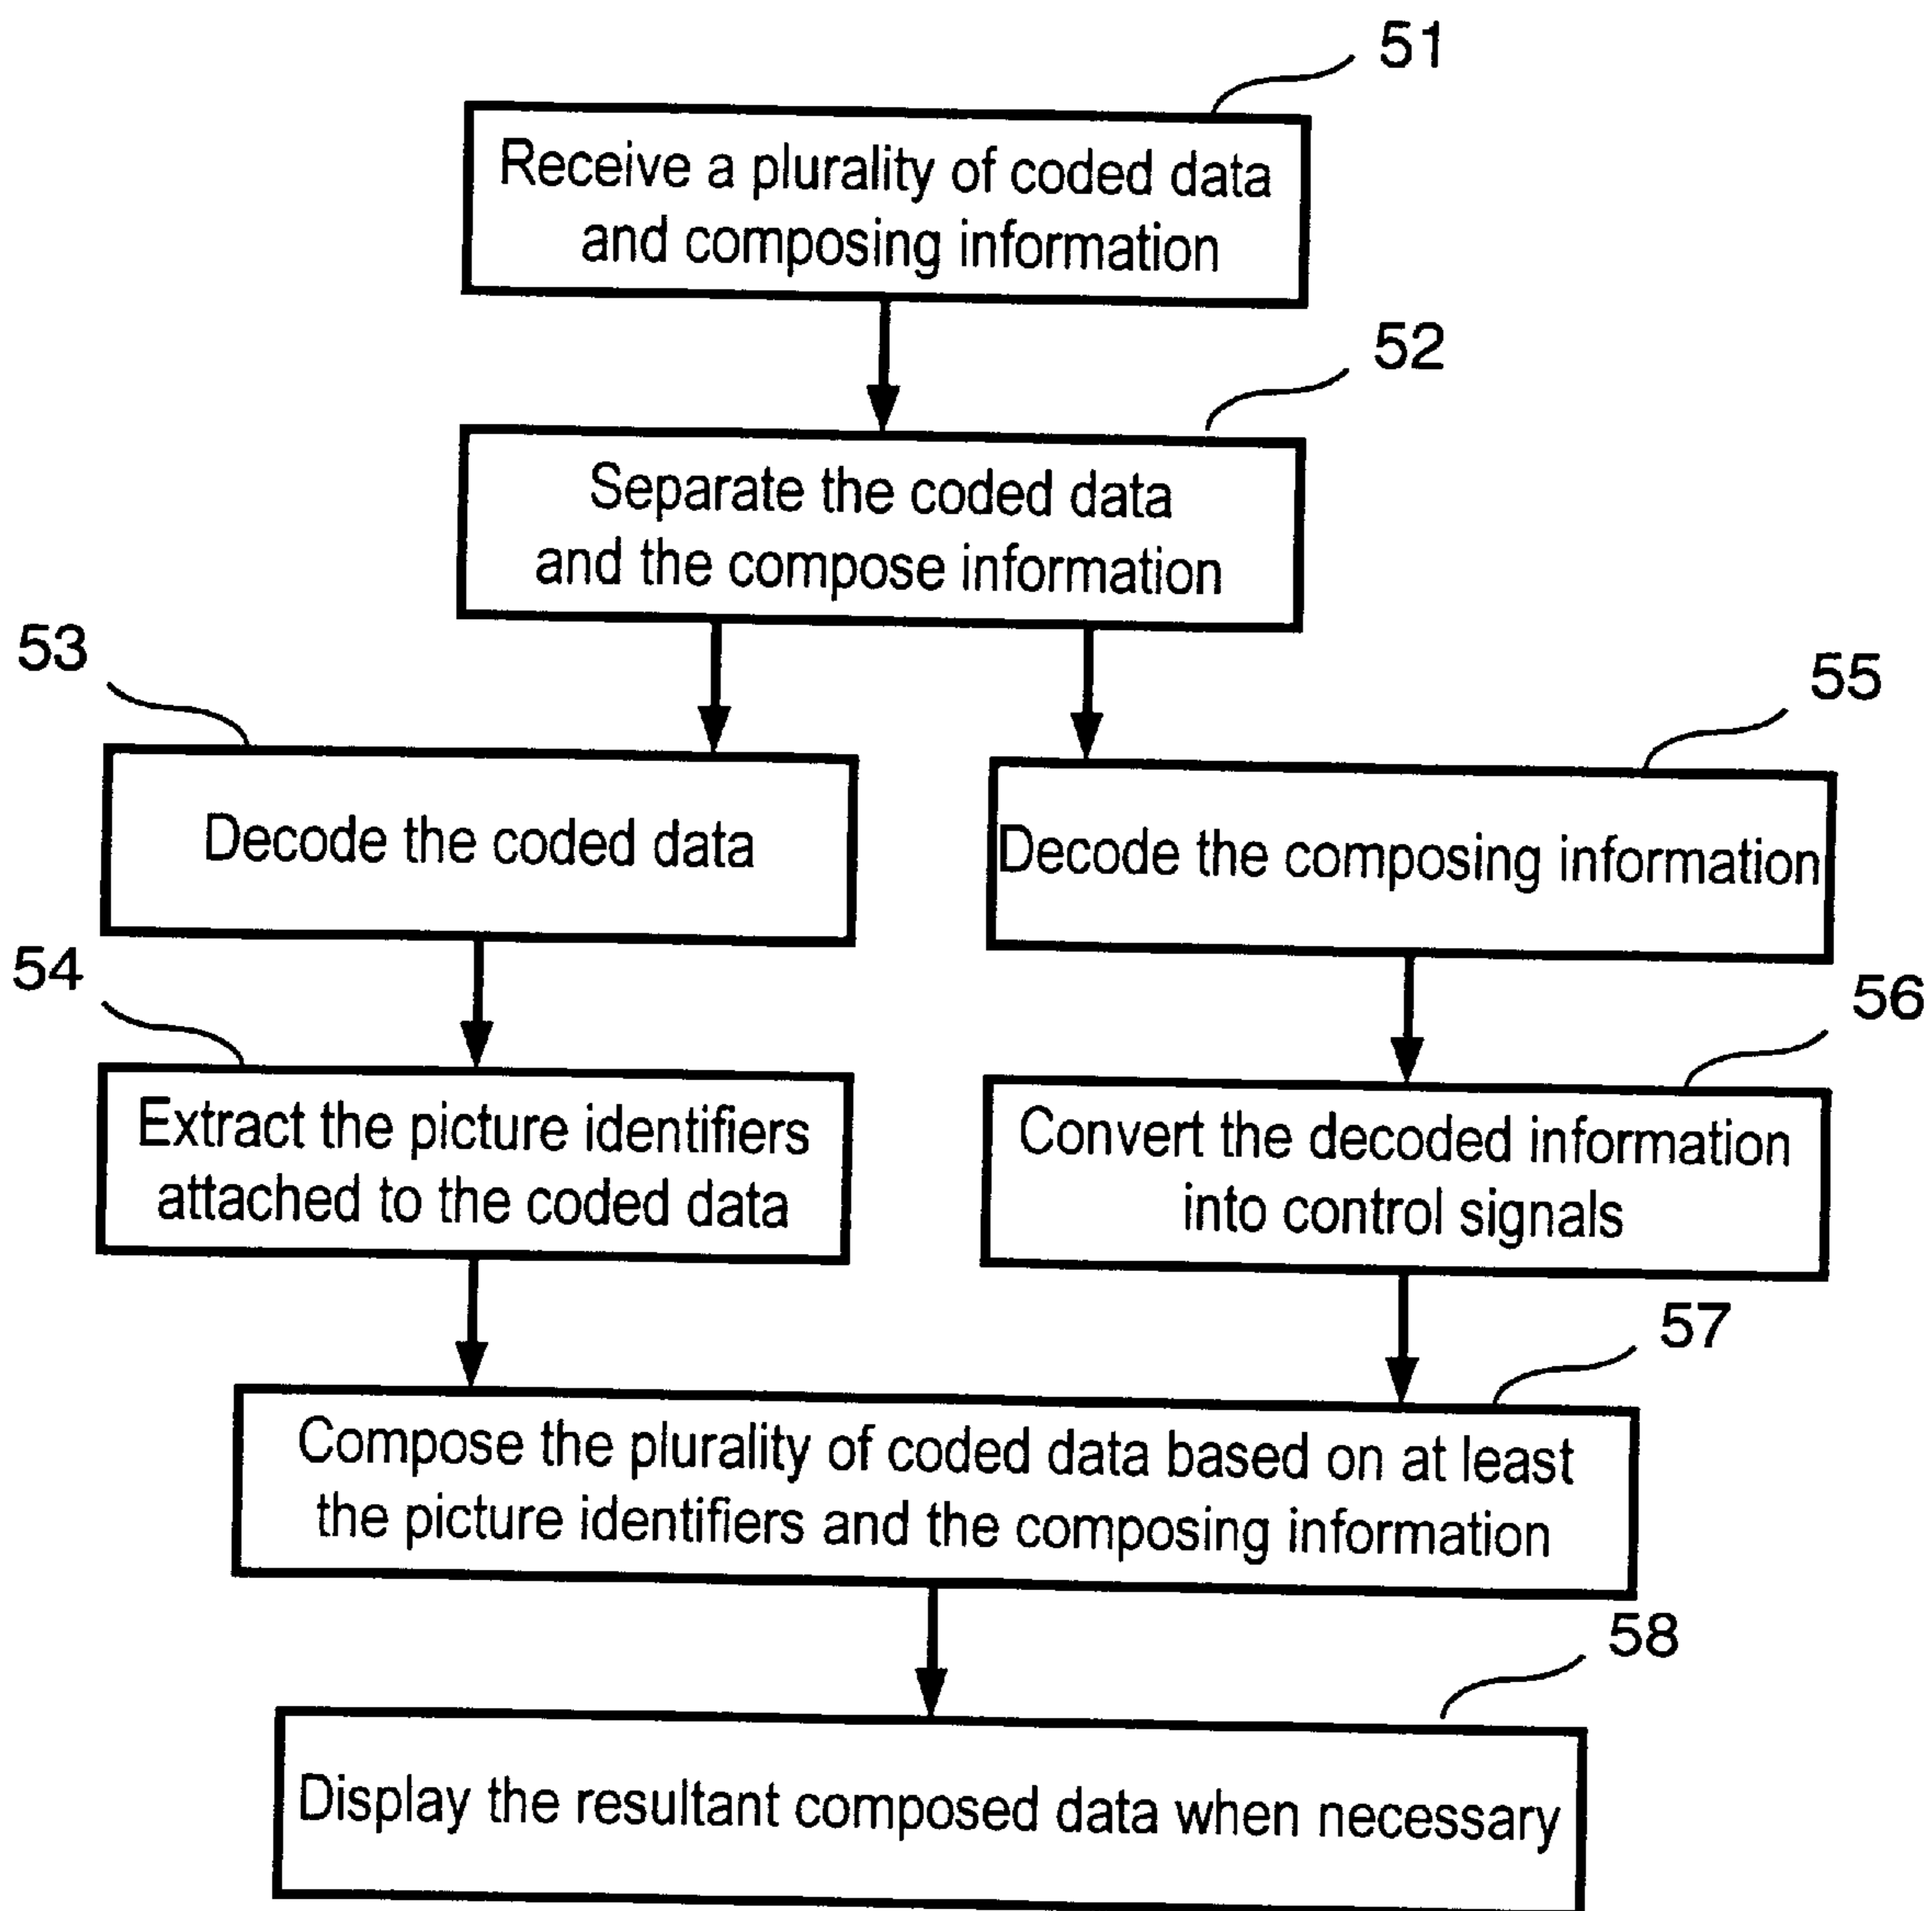 51
Receive a plurality of coded data
and composing information
52
Separate the coded data
and the compose information
53
Decode the coded data
55
Decode the composing information
54
Extract the picture identifiers
attached to the coded data
56
Convert the decoded information
into control signals
57
Compose the plurality of coded data based on at least
the picture identifiers and the composing information
58
Display the resultant composed data when necessary